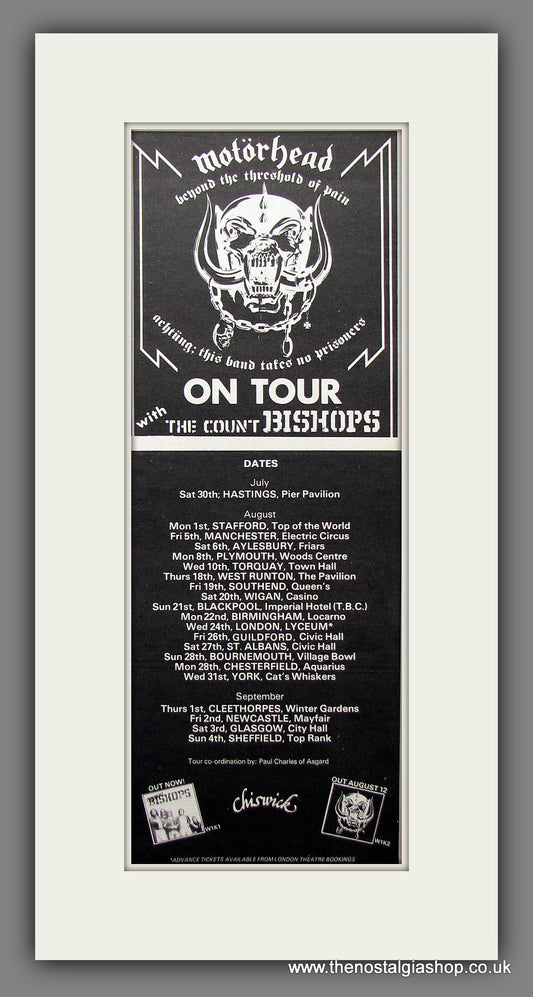 motörhead
beyond the threshold of pain
achtüng; this band takes no prisoners
ON TOUR
with THE COUNT BISHOPS
DATES
July
Sat 30th; HASTINGS, Pier Pavilion
August
Mon 1st, STAFFORD, Top of the World
Fri 5th, MANCHESTER, Electric Circus
Sat 6th, AYLESBURY, Friars
Mon 8th, PLYMOUTH, Woods Centre
Wed 10th, TORQUAY, Town Hall
Thurs 18th, WEST RUNTON, The Pavilion
Fri 19th, SOUTHEND, Queen's
Sat 20th, WIGAN, Casino
Sun 21st, BLACKPOOL, Imperial Hotel (T.B.C.)
Mon 22nd, BIRMINGHAM, Locarno
Wed 24th, LONDON, LYCEUM*
Fri 26th, GUILDFORD, Civic Hall
Sat 27th, ST. ALBANS, Civic Hall
Sun 28th, BOURNEMOUTH, Village Bowl
Mon 28th, CHESTERFIELD, Aquarius
Wed 31st, YORK, Cat's Whiskers
September
Thurs 1st, CLEETHORPES, Winter Gardens
Fri 2nd, NEWCASTLE, Mayfair
Sat 3rd, GLASGOW, City Hall
Sun 4th, SHEFFIELD, Top Rank
Tour co-ordination by: Paul Charles of Asgard
OUT NOW!
BISHOPS
W1K1
chiswick
OUT AUGUST 12
W1K2
*ADVANCE TICKETS AVAILABLE FROM LONDON THEATRE BOOKINGS
www.thenostalgiashop.co.uk